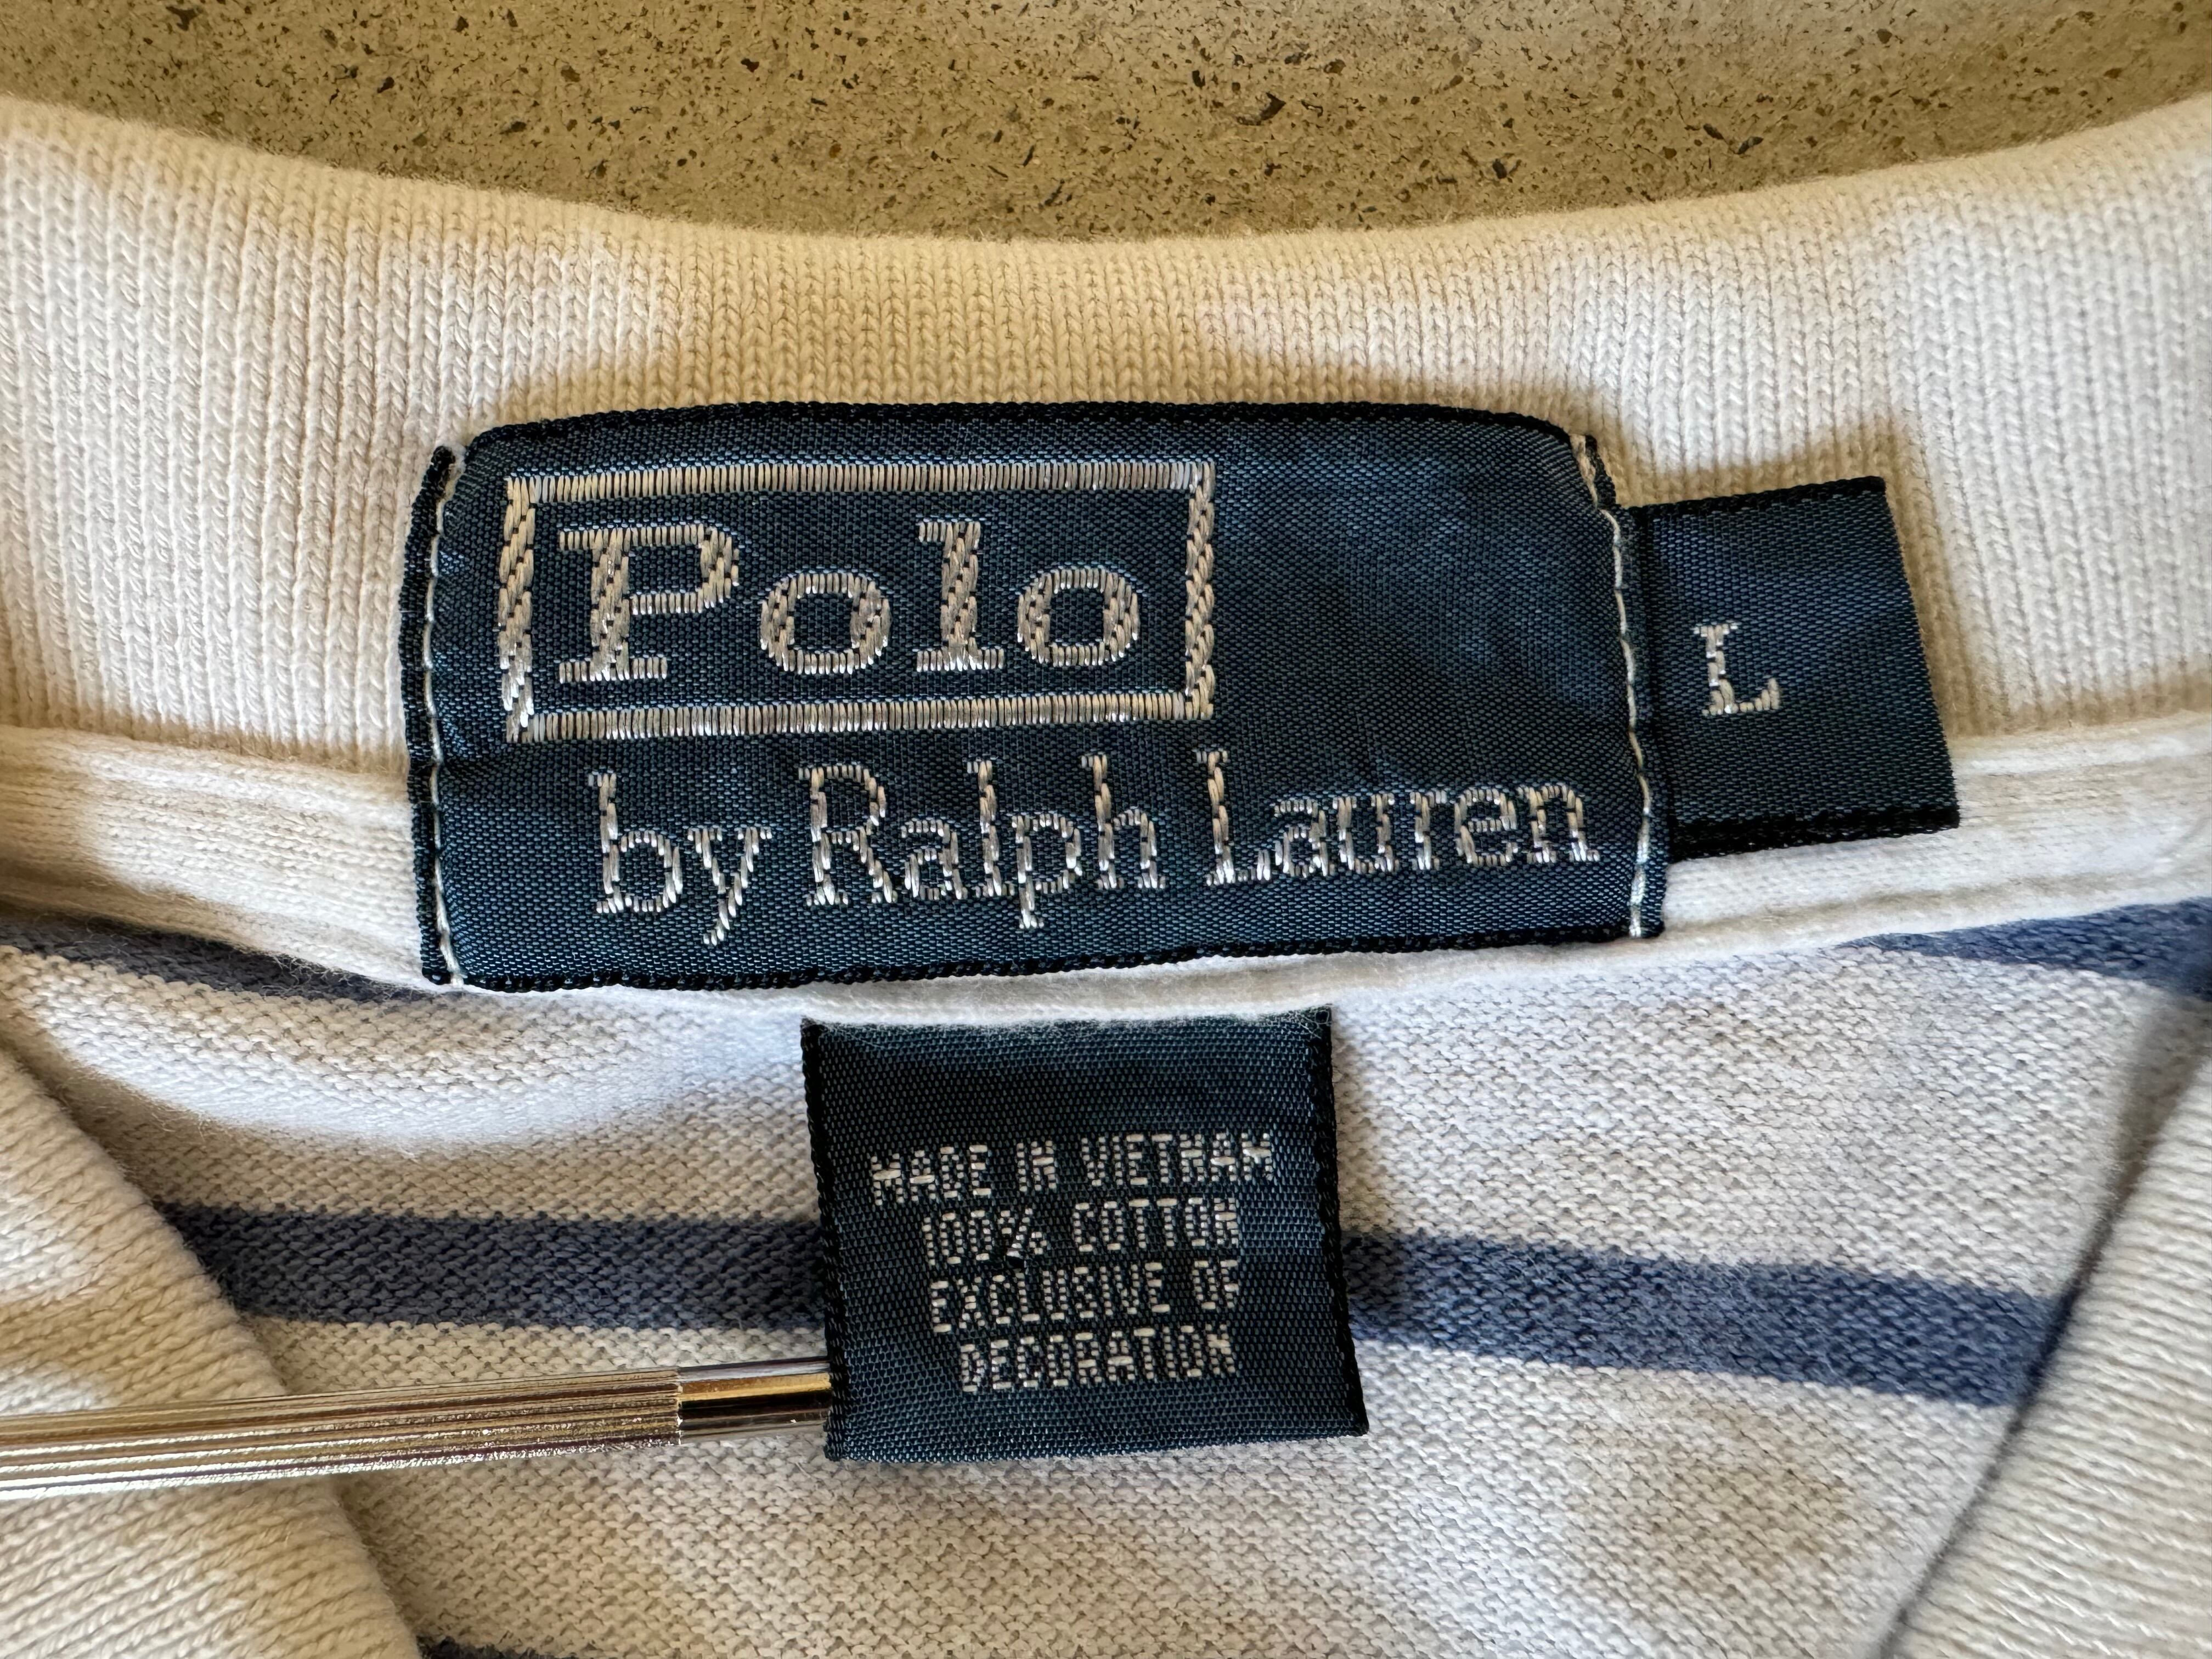 Polo
by Ralph Lauren
L
MADE IN VIETNAM
100% COTTON
EXCLUSIVE OF
DECORATION